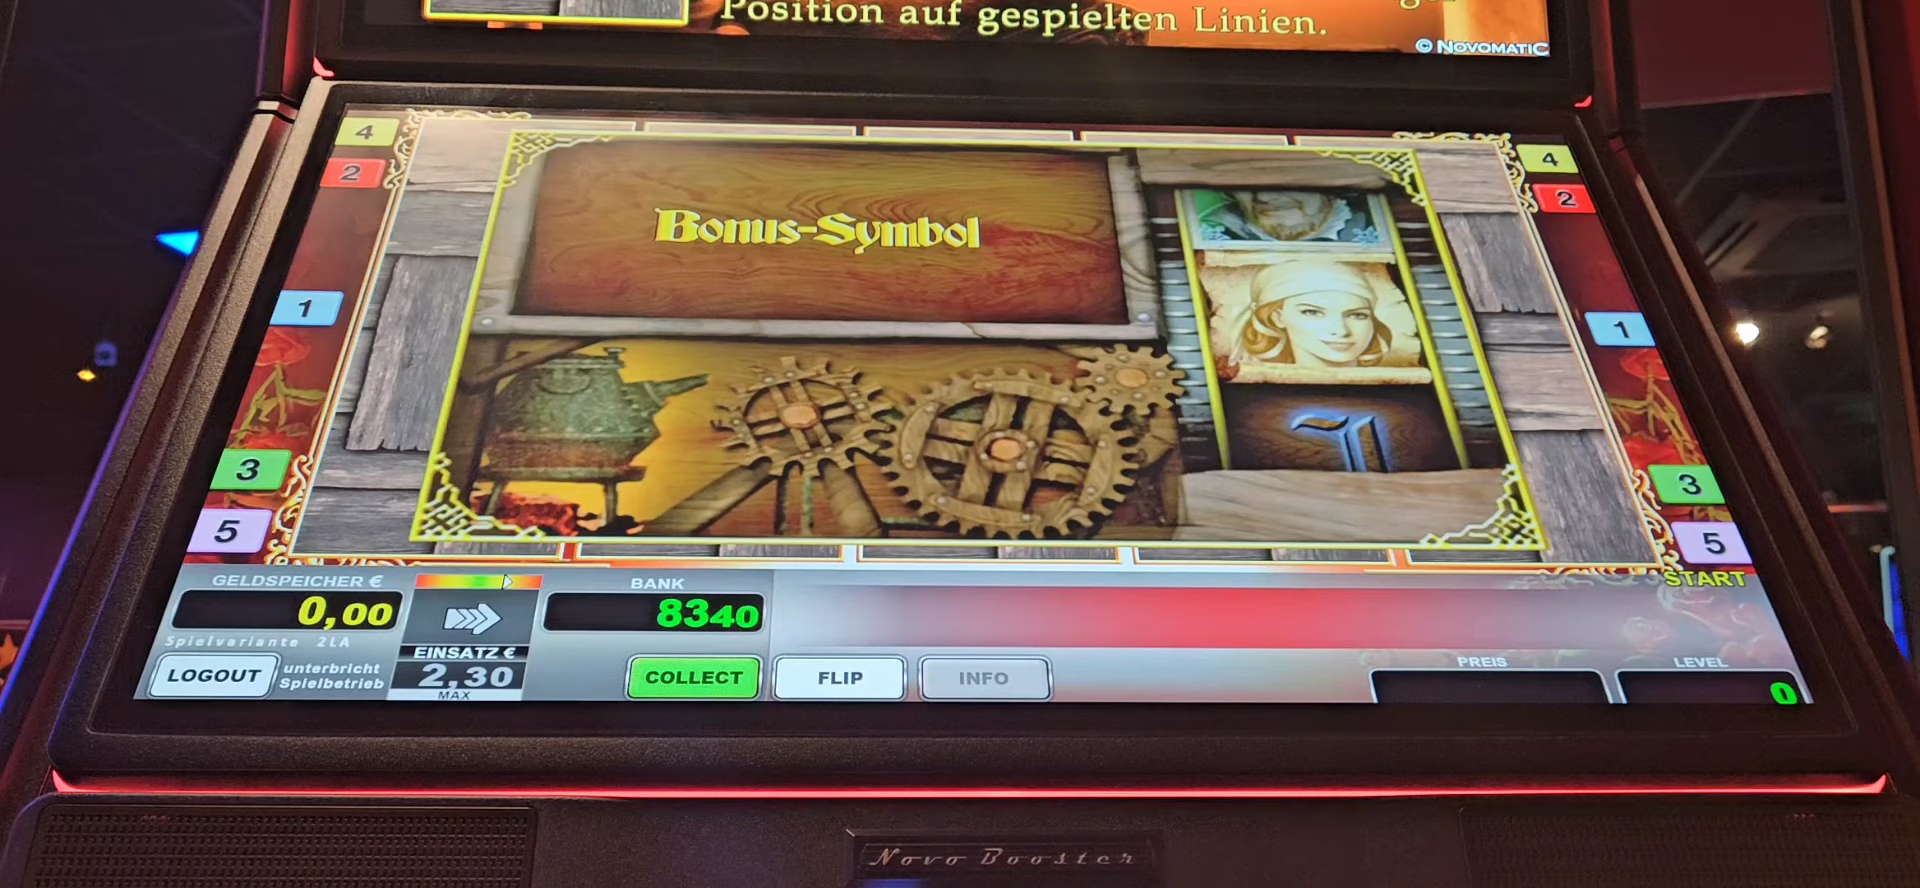 Position auf gespielten Linien.
© NOVOMATIC
4
4
2
2
Bonus-Symbol
1
1
3
3
5
5
START
GELDSPEICHER €
BANK
0,00
8340
Spielvariante 2LA
EINSATZ €
PREIS
LEVEL
LOGOUT
unterbricht
Spielbetrieb
2,30
MAX
COLLECT
FLIP
INFO
0
Novo Booster